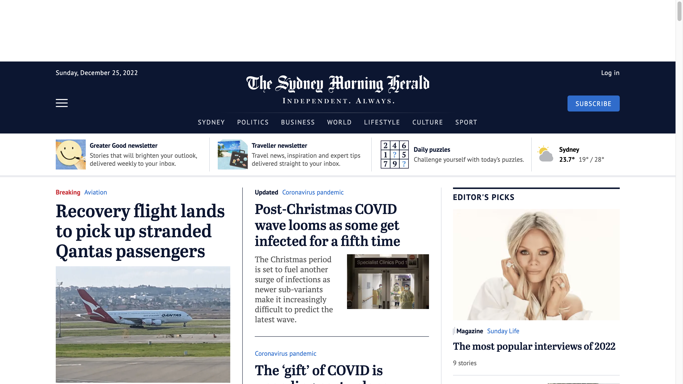 Sunday, December 25, 2022
The Sydney Morning Herald
INDEPENDENT. ALWAYS.
Log in
SUBSCRIBE
SYDNEY POLITICS BUSINESS WORLD LIFESTYLE CULTURE SPORT
Greater Good newsletter
Stories that will brighten your outlook,
delivered weekly to your inbox.
Traveller newsletter
Travel news, inspiration and expert tips
delivered straight to your inbox.
2 4 6
1 ? 5
7 9 ?
Daily puzzles
Challenge yourself with today's puzzles.
Sydney
23.7° 19° / 28°
Breaking Aviation
Recovery flight lands
to pick up stranded
Qantas passengers
QANTAS
Updated Coronavirus pandemic
Post-Christmas COVID
wave looms as some get
infected for a fifth time
The Christmas period
is set to fuel another
surge of infections as
newer sub-variants
make it increasingly
difficult to predict the
latest wave.
Coronavirus pandemic
The ‘gift’ of COVID is
EDITOR'S PICKS
Magazine Sunday Life
The most popular interviews of 2022
9 stories